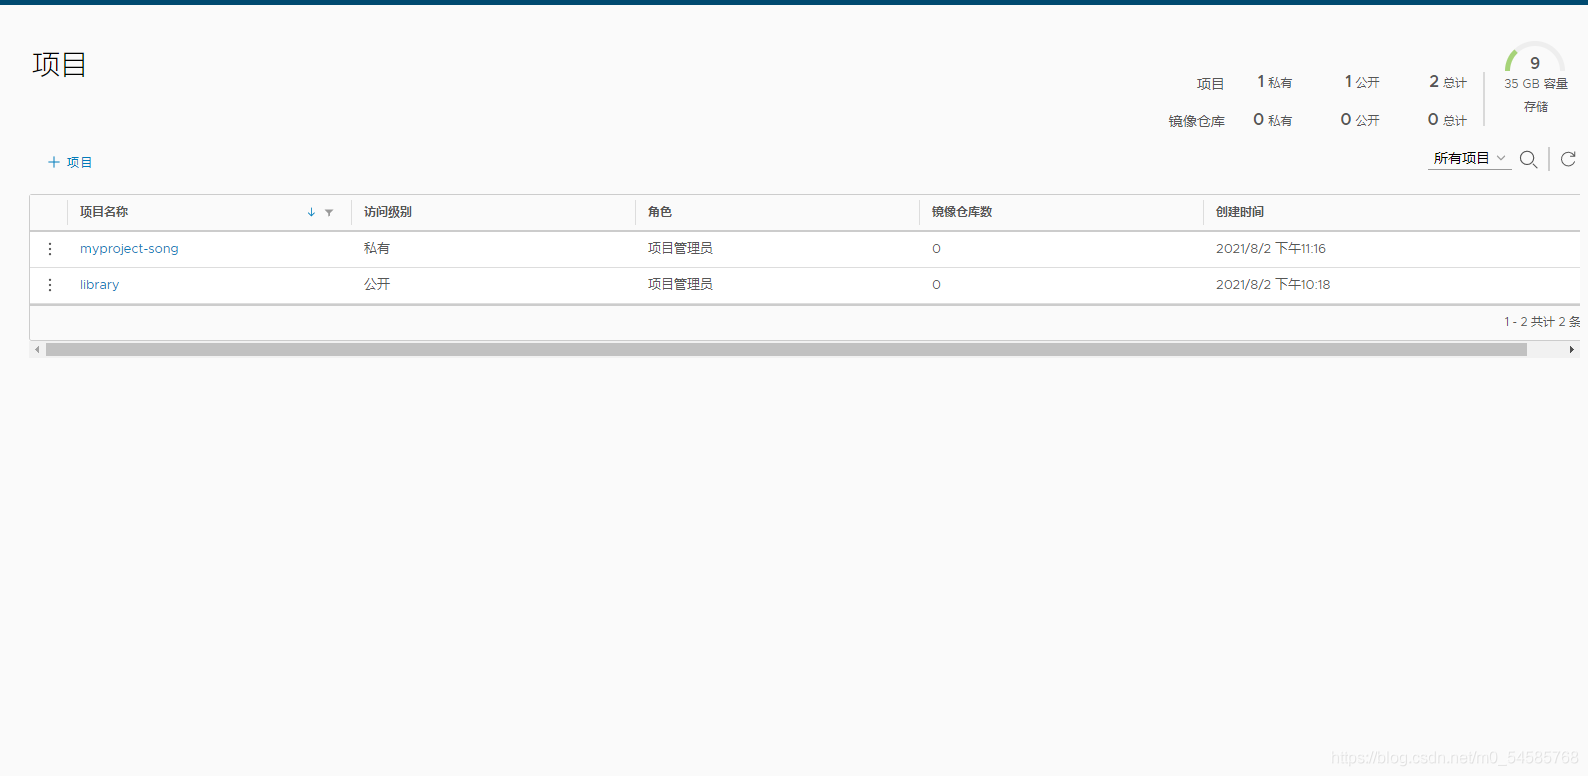 项目
项目 1 私有 1 公开 2 总计
镜像仓库 0 私有 0 公开 0 总计
9
35 GB 容量
存储
项目
所有项目
项目名称 访问级别 角色 镜像仓库数 创建时间
myproject-song 私有 项目管理员 0 2021/8/2 下午11:16
library 公开 项目管理员 0 2021/8/2 下午10:18
1 - 2 共计 2 条
https://blog.csdn.net/m0_54585768